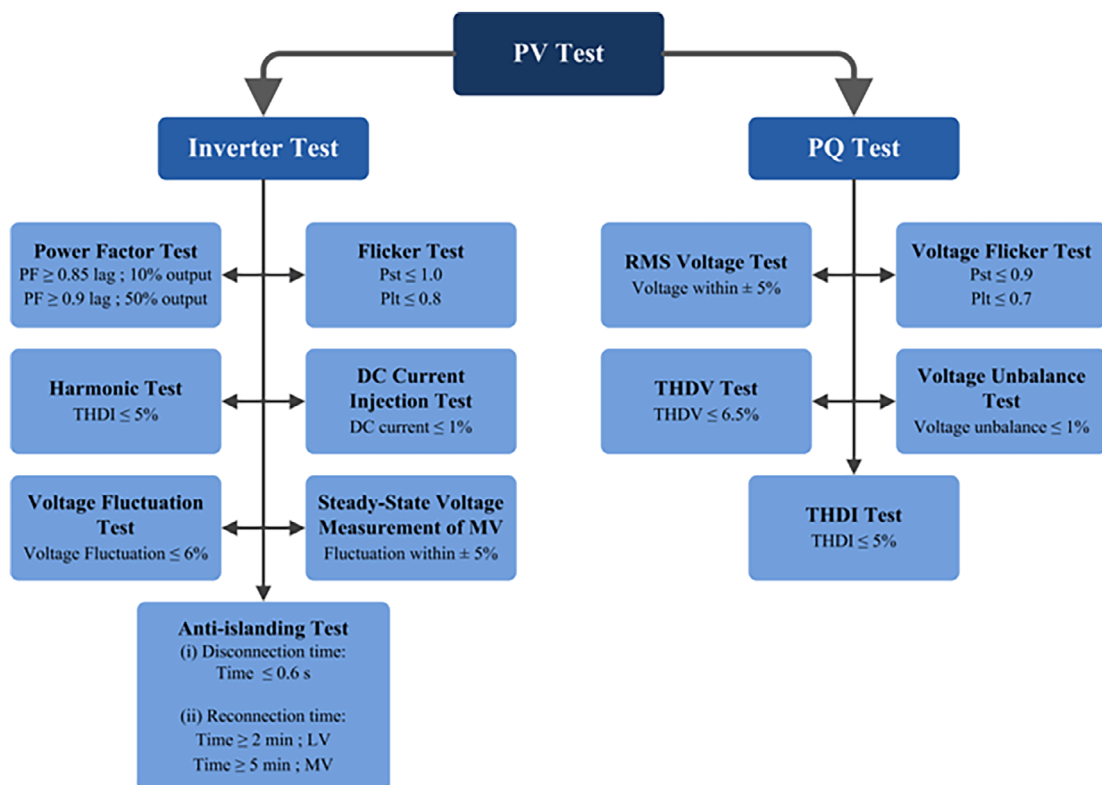 PV Test
Inverter Test
PQ Test
Power Factor Test
PF ≥ 0.85 lag ; 10% output
PF ≥ 0.9 lag ; 50% output
Flicker Test
Pst ≤ 1.0
Plt ≤ 0.8
RMS Voltage Test
Voltage within ± 5%
Voltage Flicker Test
Pst ≤ 0.9
Plt ≤ 0.7
Harmonic Test
THDI ≤ 5%
DC Current
Injection Test
DC current ≤ 1%
THDV Test
THDV ≤ 6.5%
Voltage Unbalance
Test
Voltage unbalance ≤ 1%
Voltage Fluctuation
Test
Voltage Fluctuation ≤ 6%
Steady-State Voltage
Measurement of MV
Fluctuation within ± 5%
THDI Test
THDI ≤ 5%
Anti-islanding Test
(i) Disconnection time:
Time ≤ 0.6 s
(ii) Reconnection time:
Time ≥ 2 min ; LV
Time ≥ 5 min ; MV